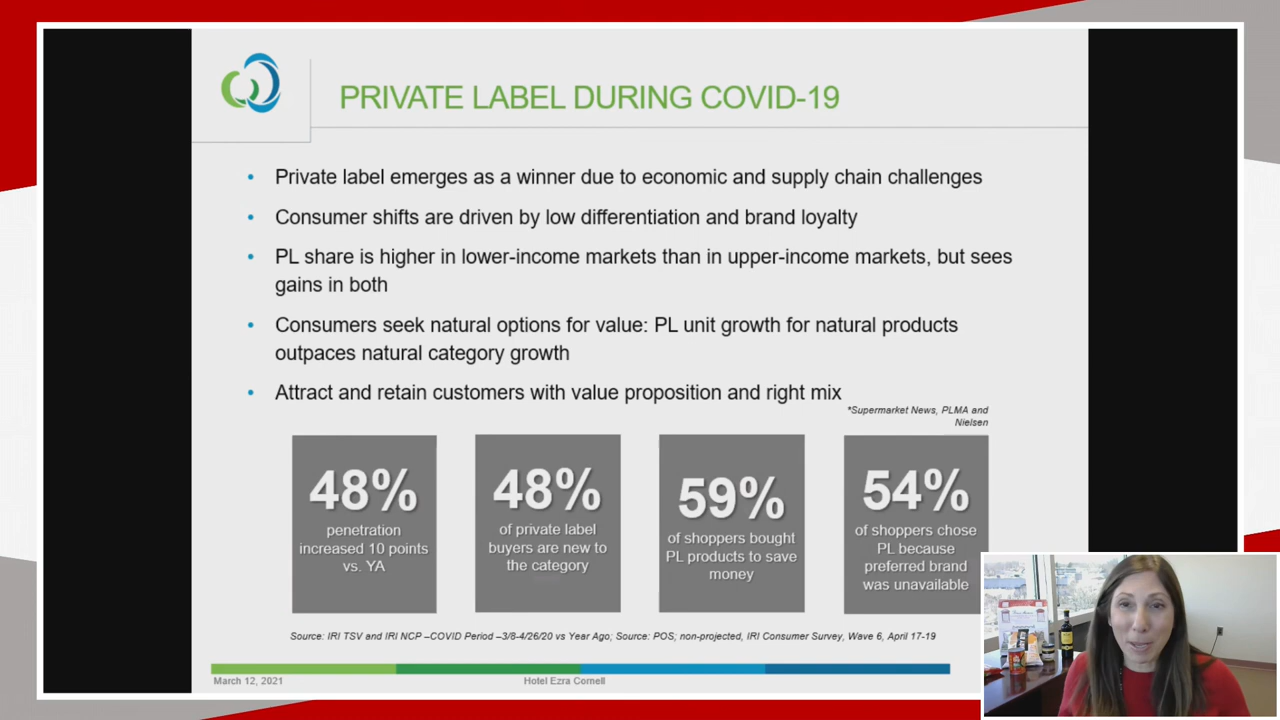 PRIVATE LABEL DURING COVID-19
• Private label emerges as a winner due to economic and supply chain challenges
• Consumer shifts are driven by low differentiation and brand loyalty
• PL share is higher in lower-income markets than in upper-income markets, but sees
gains in both
• Consumers seek natural options for value: PL unit growth for natural products
outpaces natural category growth
• Attract and retain customers with value proposition and right mix
*Supermarket News, PLMA and
Nielsen
48%
penetration
increased 10 points
vs. YA
48%
of private label
buyers are new to
the category
59%
of shoppers bought
PL products to save
money
54%
of shoppers chose
PL because
preferred brand
was unavailable
Source: IRI TSV and IRI NCP –COVID Period –3/8-4/26/20 vs Year Ago; Source: POS; non-projected, IRI Consumer Survey, Wave 6, April 17-19
March 12, 2021
Hotel Ezra Cornell